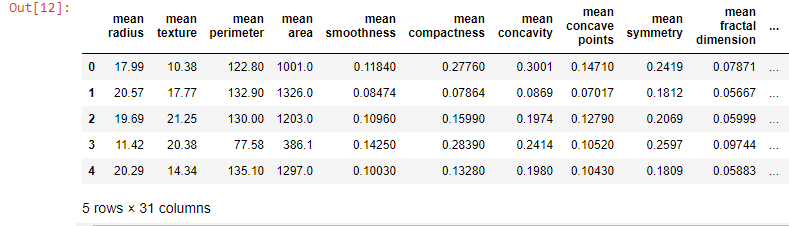 Out[12]:
mean radius mean texture mean perimeter mean area mean smoothness mean compactness mean concavity mean concave points mean symmetry mean fractal dimension ...
0 17.99 10.38 122.80 1001.0 0.11840 0.27760 0.3001 0.14710 0.2419 0.07871 ...
1 20.57 17.77 132.90 1326.0 0.08474 0.07864 0.0869 0.07017 0.1812 0.05667 ...
2 19.69 21.25 130.00 1203.0 0.10960 0.15990 0.1974 0.12790 0.2069 0.05999 ...
3 11.42 20.38 77.58 386.1 0.14250 0.28390 0.2414 0.10520 0.2597 0.09744 ...
4 20.29 14.34 135.10 1297.0 0.10030 0.13280 0.1980 0.10430 0.1809 0.05883 ...
5 rows × 31 columns